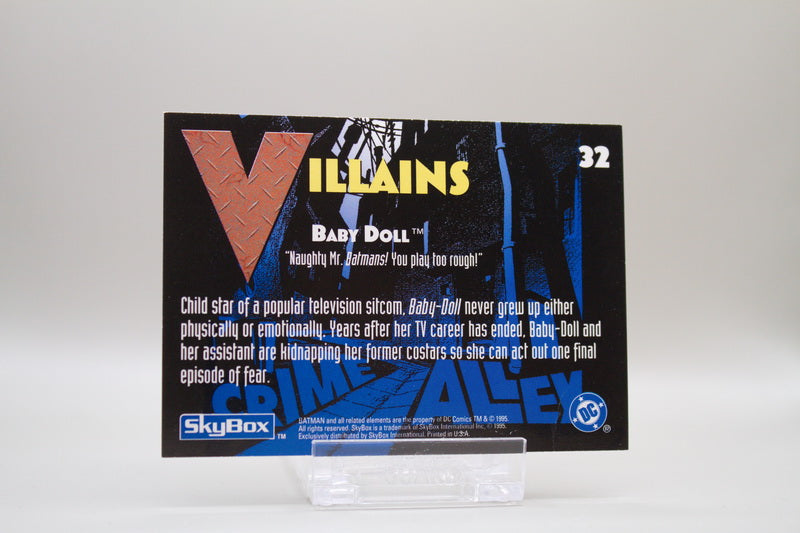 VILLAINS
32
BABY DOLL™
"Naughty Mr. Batmans! You play too rough!"
Child star of a popular television sitcom, Baby-Doll never grew up either
physically or emotionally. Years after her TV career has ended, Baby-Doll and
her assistant are kidnapping her former costars so she can act out one final
episode of fear.
CRIME ALLEY
SKYBOX™
BATMAN and all related elements are the property of DC Comics TM & © 1995.
All rights reserved. SkyBox is a trademark of SkyBox International Inc. © 1995.
Exclusively distributed by SkyBox International. Printed in U.S.A.
DC®